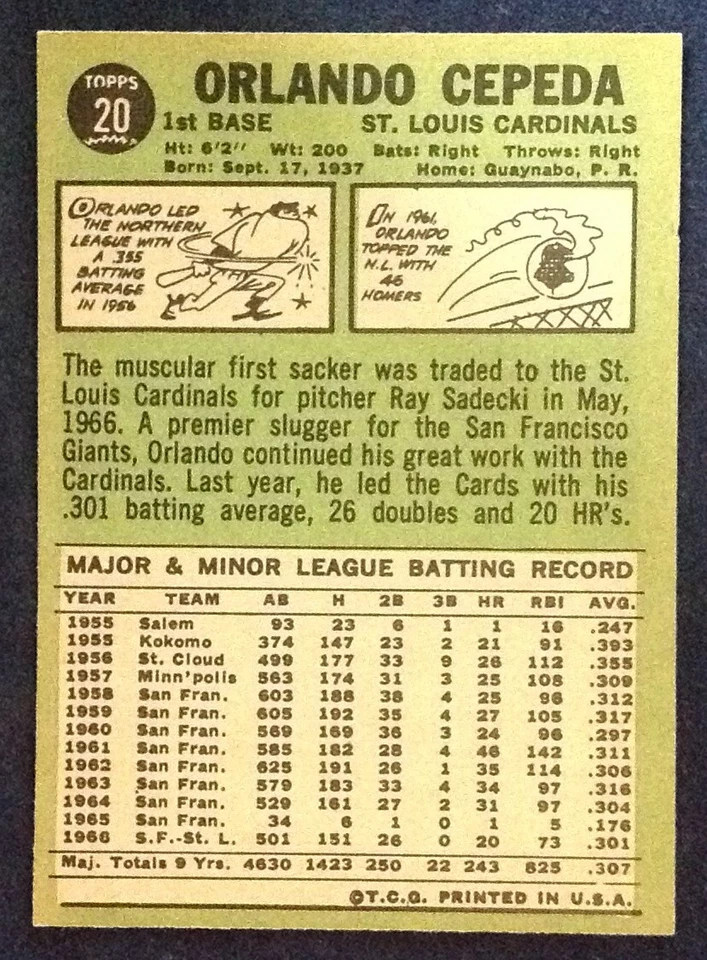 TOPPS
20
ORLANDO CEPEDA
1st BASE ST. LOUIS CARDINALS
Ht: 6'2" Wt: 200 Bats: Right Throws: Right
Born: Sept. 17, 1937 Home: Guaynabo, P. R.
ORLANDO LED
THE NORTHERN
LEAGUE WITH
A .355
BATTING
AVERAGE
IN 1956
IN 1961,
ORLANDO
TOPPED THE
N.L. WITH
46
HOMERS
The muscular first sacker was traded to the St.
Louis Cardinals for pitcher Ray Sadecki in May,
1966. A premier slugger for the San Francisco
Giants, Orlando continued his great work with the
Cardinals. Last year, he led the Cards with his
.301 batting average, 26 doubles and 20 HR's.
MAJOR & MINOR LEAGUE BATTING RECORD
YEAR TEAM AB H 2B 3B HR RBI AVG.
1955 Salem 93 23 6 1 1 16 .247
1955 Kokomo 374 147 23 2 21 91 .393
1956 St. Cloud 499 177 33 9 26 112 .355
1957 Minn'polis 563 174 31 3 25 108 .309
1958 San Fran. 603 188 38 4 25 96 .312
1959 San Fran. 605 192 35 4 27 105 .317
1960 San Fran. 569 169 36 3 24 96 .297
1961 San Fran. 585 182 28 4 46 142 .311
1962 San Fran. 625 191 26 1 35 114 .306
1963 San Fran. 579 183 33 4 34 97 .316
1964 San Fran. 529 161 27 2 31 97 .304
1965 San Fran. 34 6 1 0 1 5 .176
1966 S.F.-St. L. 501 151 26 0 20 73 .301
Maj. Totals 9 Yrs. 4630 1423 250 22 243 825 .307
©T.C.G. PRINTED IN U.S.A.